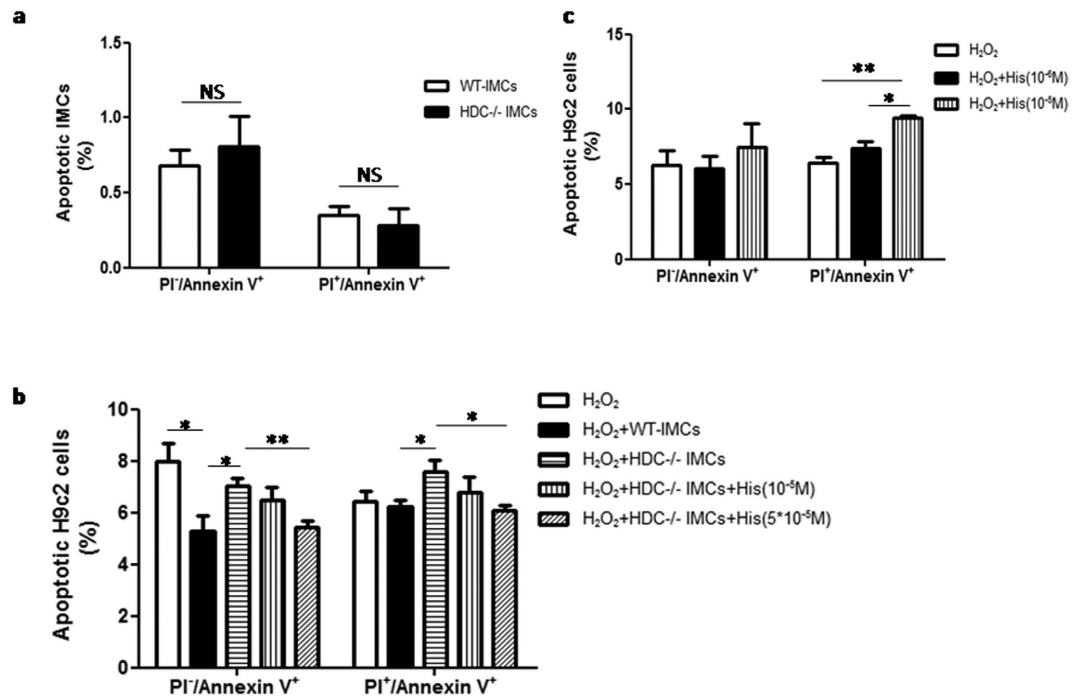 a
Apoptotic IMCs
(%)
1.5
1.0
0.5
0.0
NS
NS
PI⁻/Annexin V⁺
PI⁺/Annexin V⁺
WT-IMCs
HDC-/- IMCs
c
Apoptotic H9c2 cells
(%)
15
10
5
0
**
*
PI⁻/Annexin V⁺
PI⁺/Annexin V⁺
H₂O₂
H₂O₂+His(10⁻⁶M)
H₂O₂+His(10⁻⁵M)
b
Apoptotic H9c2 cells
(%)
10
8
6
4
2
0
*
*
**
*
*
PI⁻/Annexin V⁺
PI⁺/Annexin V⁺
H₂O₂
H₂O₂+WT-IMCs
H₂O₂+HDC-/- IMCs
H₂O₂+HDC-/- IMCs+His(10⁻⁵M)
H₂O₂+HDC-/- IMCs+His(5*10⁻⁵M)